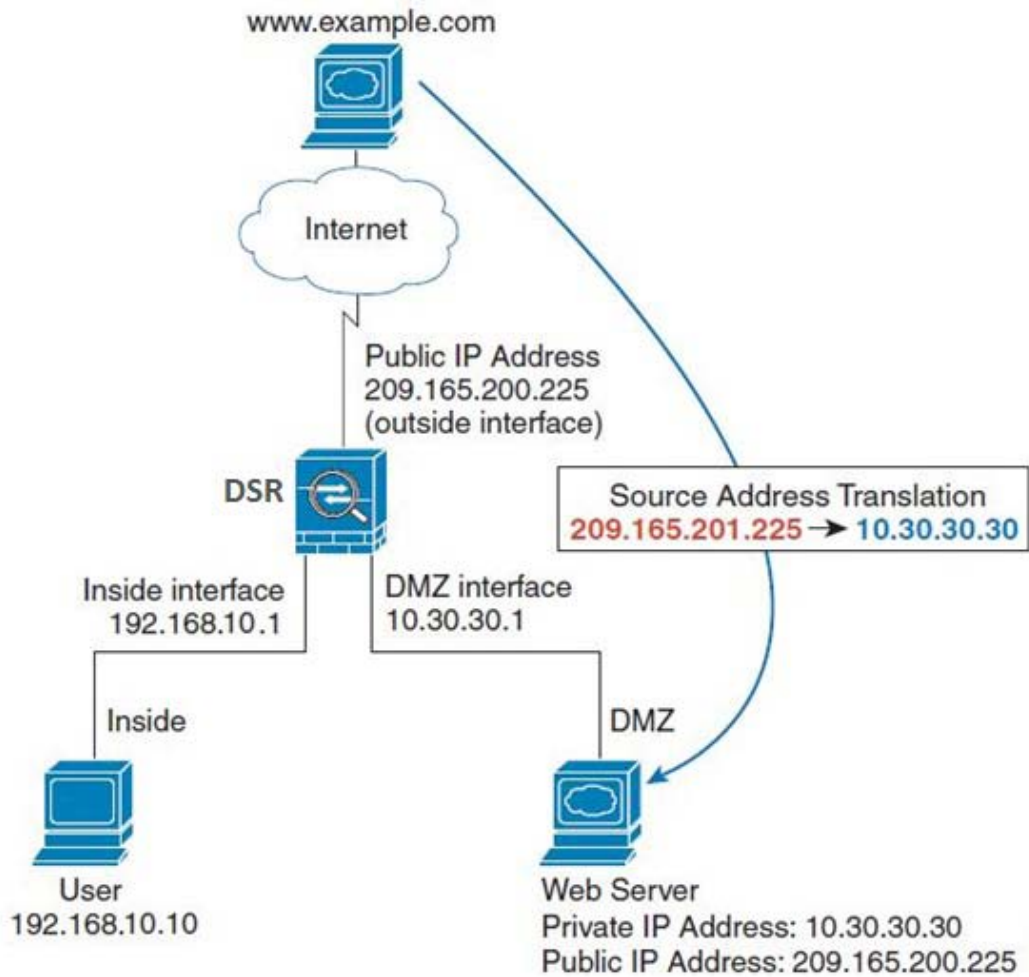 www.example.com
Internet
Public IP Address
209.165.200.225
(outside interface)
DSR
Source Address Translation
209.165.201.225 → 10.30.30.30
Inside interface
192.168.10.1
DMZ interface
10.30.30.1
Inside
DMZ
User
192.168.10.10
Web Server
Private IP Address: 10.30.30.30
Public IP Address: 209.165.200.225